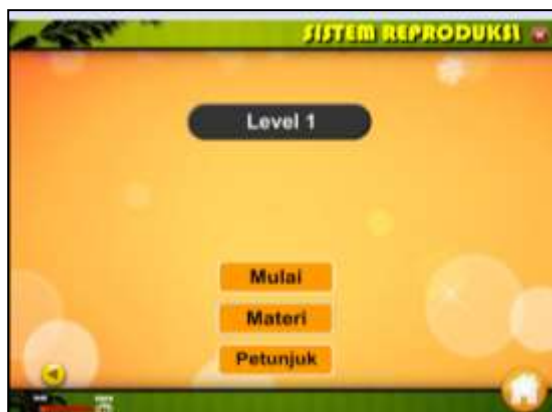 SISTEM REPRODUKSI
Level 1
Mulai
Materi
Petunjuk